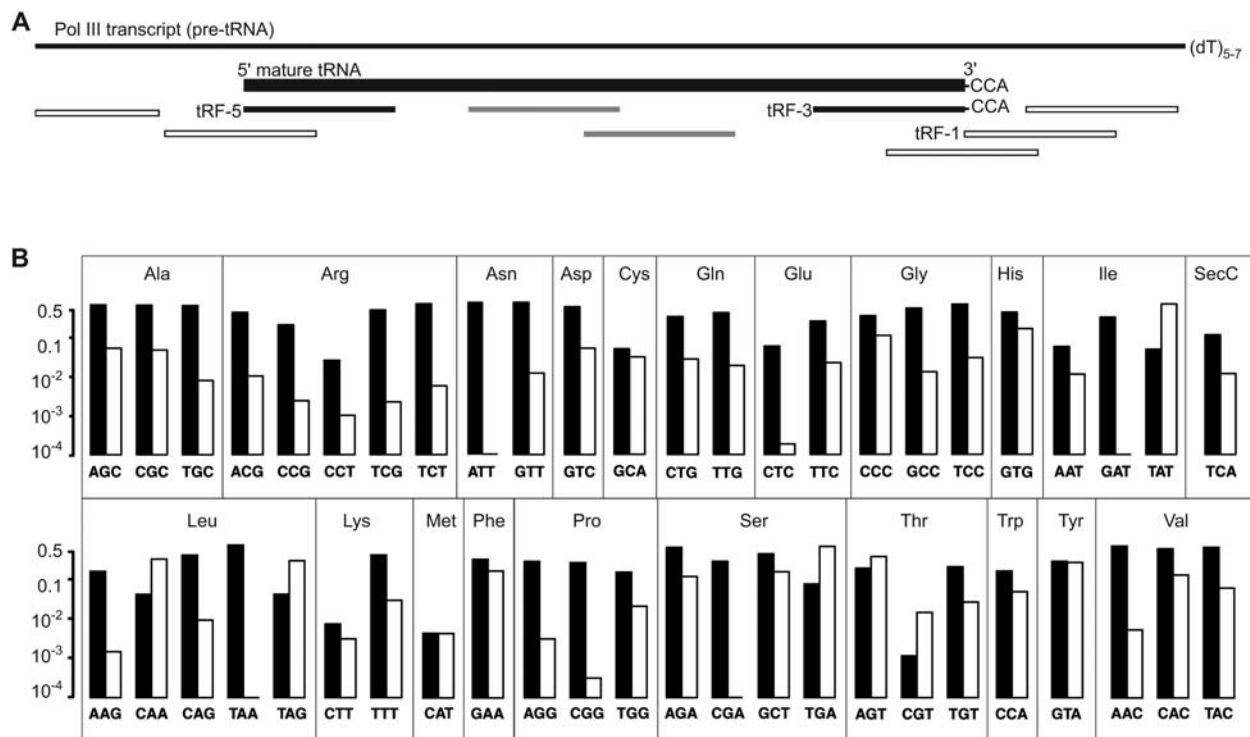 A
Pol III transcript (pre-tRNA)
(dT)5-7
5' mature tRNA 3'
CCA
tRF-5 tRF-3 CCA
tRF-1
B
Ala Arg Asn Asp Cys Gln Glu Gly His Ile SecC
0.5
0.1
10-2
10-3
10-4
AGC CGC TGC ACG CCG CCT TCG TCT ATT GTT GTC GCA CTG TTG CTC TTC CCC GCC TCC GTG AAT GAT TAT TCA
Leu Lys Met Phe Pro Ser Thr Trp Tyr Val
0.5
0.1
10-2
10-3
10-4
AAG CAA CAG TAA TAG CTT TTT CAT GAA AGG CGG TGG AGA CGA GCT TGA AGT CGT TGT CCA GTA AAC CAC TAC